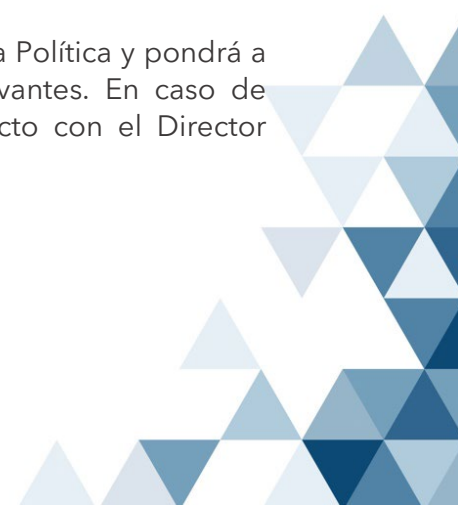 a Política y pondrá a
vantes. En caso de
cto con el Director